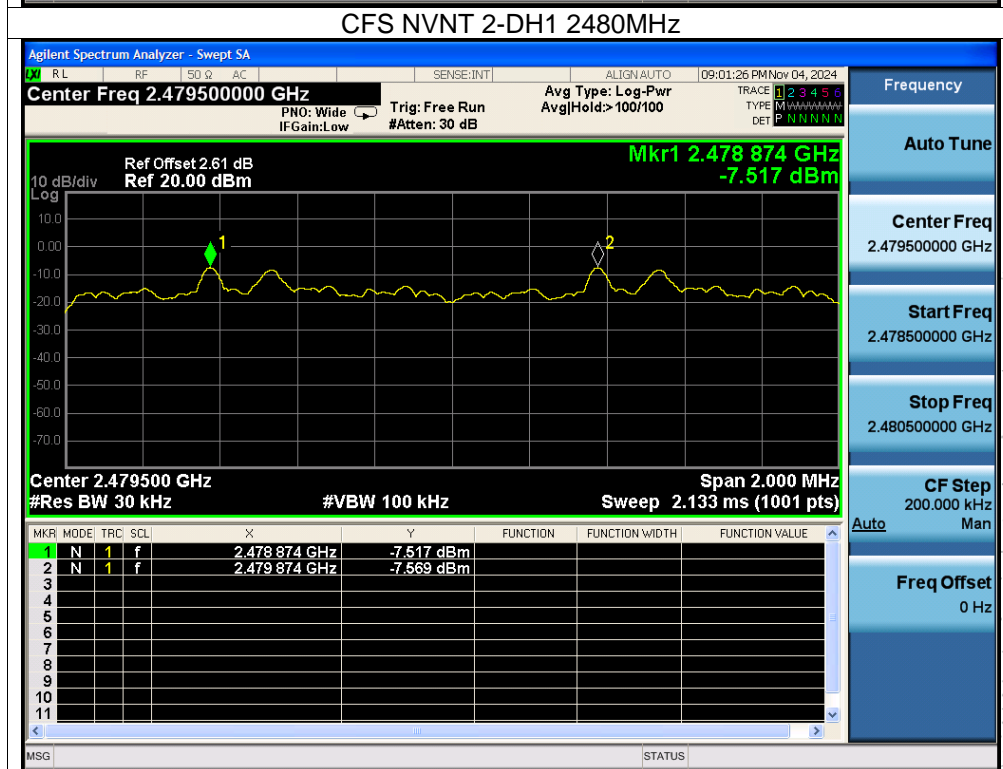 CFS NVNT 2-DH1 2480MHz
Agilent Spectrum Analyzer - Swept SA
LXI RL RF 50 Ω AC SENSE:INT ALIGN AUTO 09:01:26 PM Nov 04, 2024
Center Freq 2.479500000 GHz
PNO: Wide
IFGain:Low
Trig: Free Run
#Atten: 30 dB
Avg Type: Log-Pwr
Avg|Hold:>100/100
TRACE 1 2 3 4 5 6
TYPE M
DET P N N N N N
Mkr1 2.478 874 GHz
-7.517 dBm
Ref Offset 2.61 dB
10 dB/div Ref 20.00 dBm
Log
10.0
0.00
-10.0
-20.0
-30.0
-40.0
-50.0
-60.0
-70.0
1
2
Center 2.479500 GHz Span 2.000 MHz
#Res BW 30 kHz #VBW 100 kHz Sweep 2.133 ms (1001 pts)
MKR MODE TRC SCL X Y FUNCTION FUNCTION WIDTH FUNCTION VALUE
1 N 1 f 2.478 874 GHz -7.517 dBm
2 N 1 f 2.479 874 GHz -7.569 dBm
3
4
5
6
7
8
9
10
11
MSG STATUS
Frequency
Auto Tune
Center Freq
2.479500000 GHz
Start Freq
2.478500000 GHz
Stop Freq
2.480500000 GHz
CF Step
200.000 kHz
Auto Man
Freq Offset
0 Hz